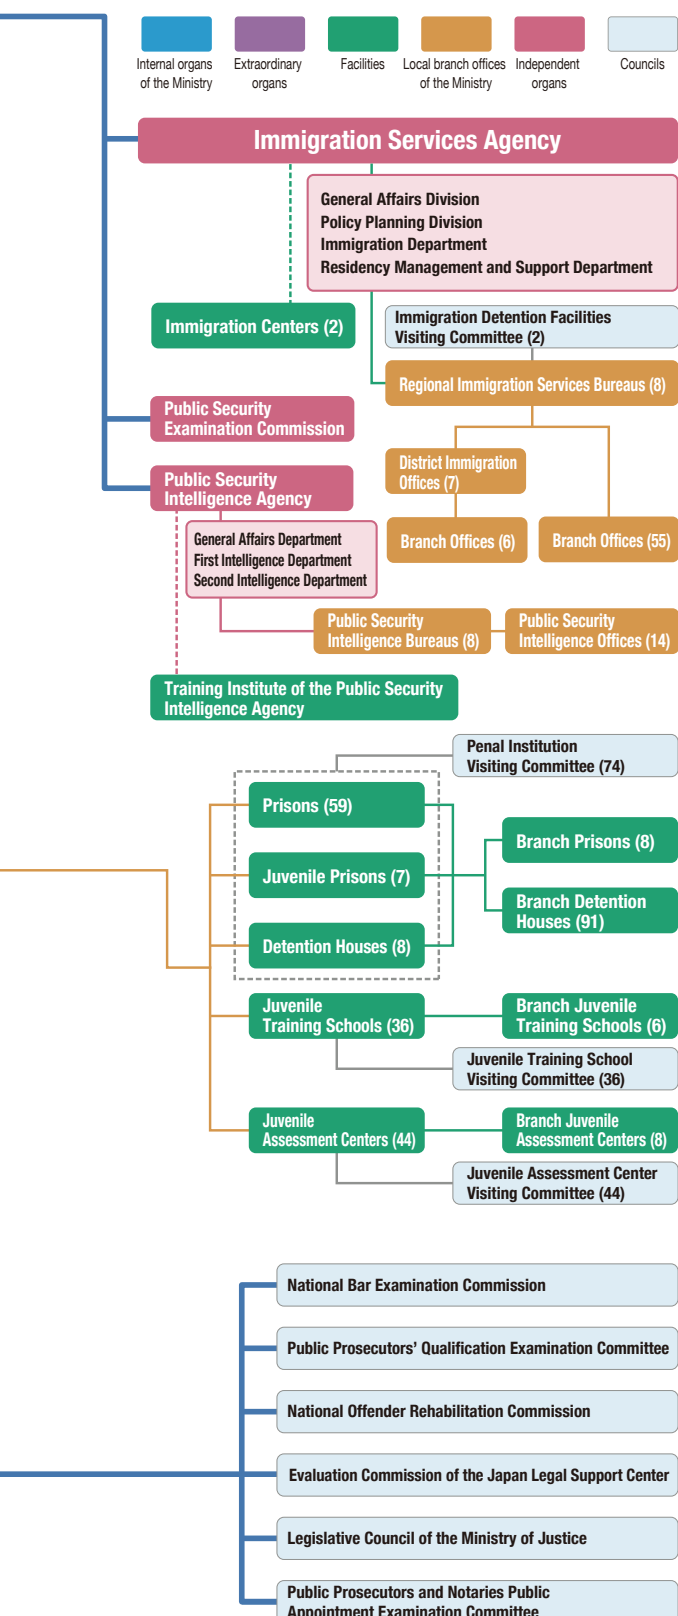 Internal organs
of the Ministry
Extraordinary
organs
Facilities
Local branch offices
of the Ministry
Independent
organs
Councils
Immigration Services Agency
General Affairs Division
Policy Planning Division
Immigration Department
Residency Management and Support Department
Immigration Centers (2)
Immigration Detention Facilities
Visiting Committee (2)
Regional Immigration Services Bureaus (8)
Public Security
Examination Commission
District Immigration
Offices (7)
Public Security
Intelligence Agency
Branch Offices (6)
Branch Offices (55)
General Affairs Department
First Intelligence Department
Second Intelligence Department
Public Security
Intelligence Bureaus (8)
Public Security
Intelligence Offices (14)
Training Institute of the Public Security
Intelligence Agency
Penal Institution
Visiting Committee (74)
Prisons (59)
Branch Prisons (8)
Juvenile Prisons (7)
Branch Detention
Houses (91)
Detention Houses (8)
Juvenile
Training Schools (36)
Branch Juvenile
Training Schools (6)
Juvenile Training School
Visiting Committee (36)
Juvenile
Assessment Centers (44)
Branch Juvenile
Assessment Centers (8)
Juvenile Assessment Center
Visiting Committee (44)
National Bar Examination Commission
Public Prosecutors' Qualification Examination Committee
National Offender Rehabilitation Commission
Evaluation Commission of the Japan Legal Support Center
Legislative Council of the Ministry of Justice
Public Prosecutors and Notaries Public
Appointment Examination Committee